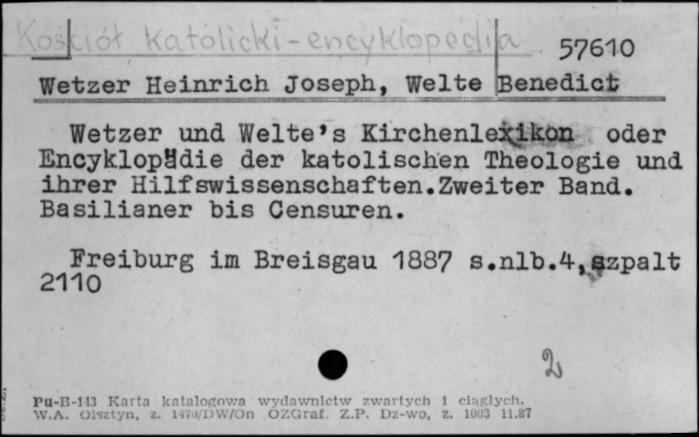 Kościół katolicki-encyklopedija
57610
Wetzer Heinrich Joseph, Welte Benedict
Wetzer und Welte's Kirchenlexikon oder
Encyklopädie der katolischen Theologie und
ihrer Hilfswissenschaften.Zweiter Band.
Basilianer bis Censuren.
Freiburg im Breisgau 1887 s.nlb.4,szpalt
2110
2
Pu-B-143 Karta katalogowa wydawnictw zwartych i ciągłych.
W.A. Olsztyn, z. 1470/DW/On OZGraf. Z.P. Dz-wo, z. 1003 11.87